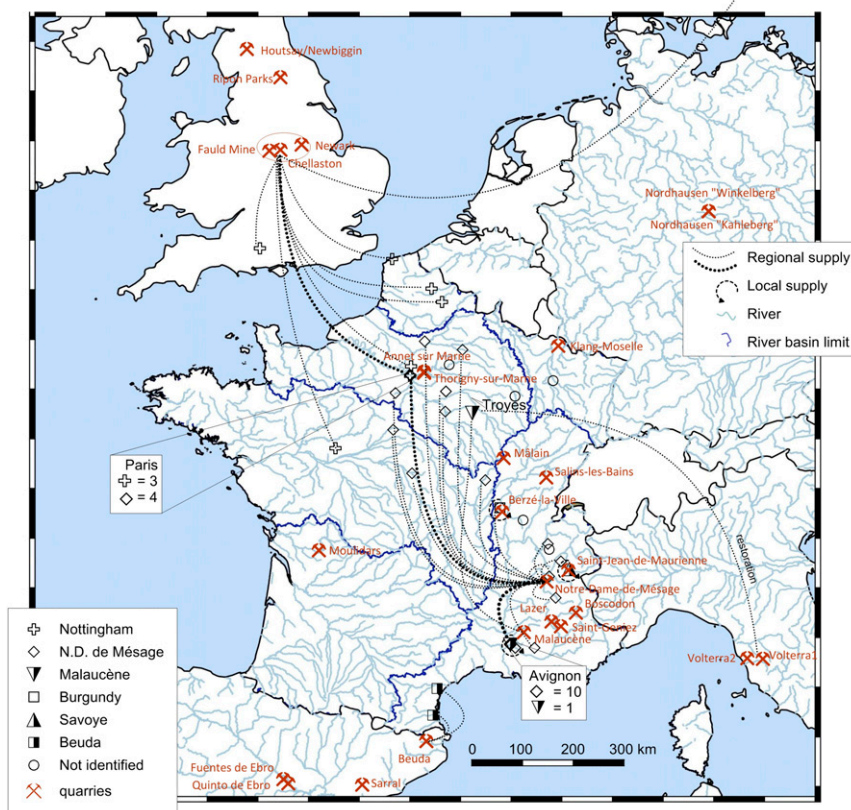 Houtsay/Newbiggin
Ripon Parks
Newark
Fauld Mine
Chellaston
Nordhausen "Winkelberg"
Nordhausen "Kahleberg"
Regional supply
Local supply
River
River basin limit
Klang-Moselle
Annet sur Marne
Thorigny-sur-Marne
Troyes
Paris
= 3
= 4
Mâlain
Salins-les-Bains
Berzé-la-Ville
restoration
Moulidars
Saint-Jean-de-Maurienne
Notre-Dame-de-Mésage
Lazer
Boscodon
Saint-Geniez
Malaucène
Volterra2
Volterra1
Avignon
= 10
= 1
Nottingham
N.D. de Mésage
Malaucène
Burgundy
Savoye
Beuda
Not identified
quarries
Beuda
0 100 200 300 km
Fuentes de Ebro
Quinto de Ebro
Sarral